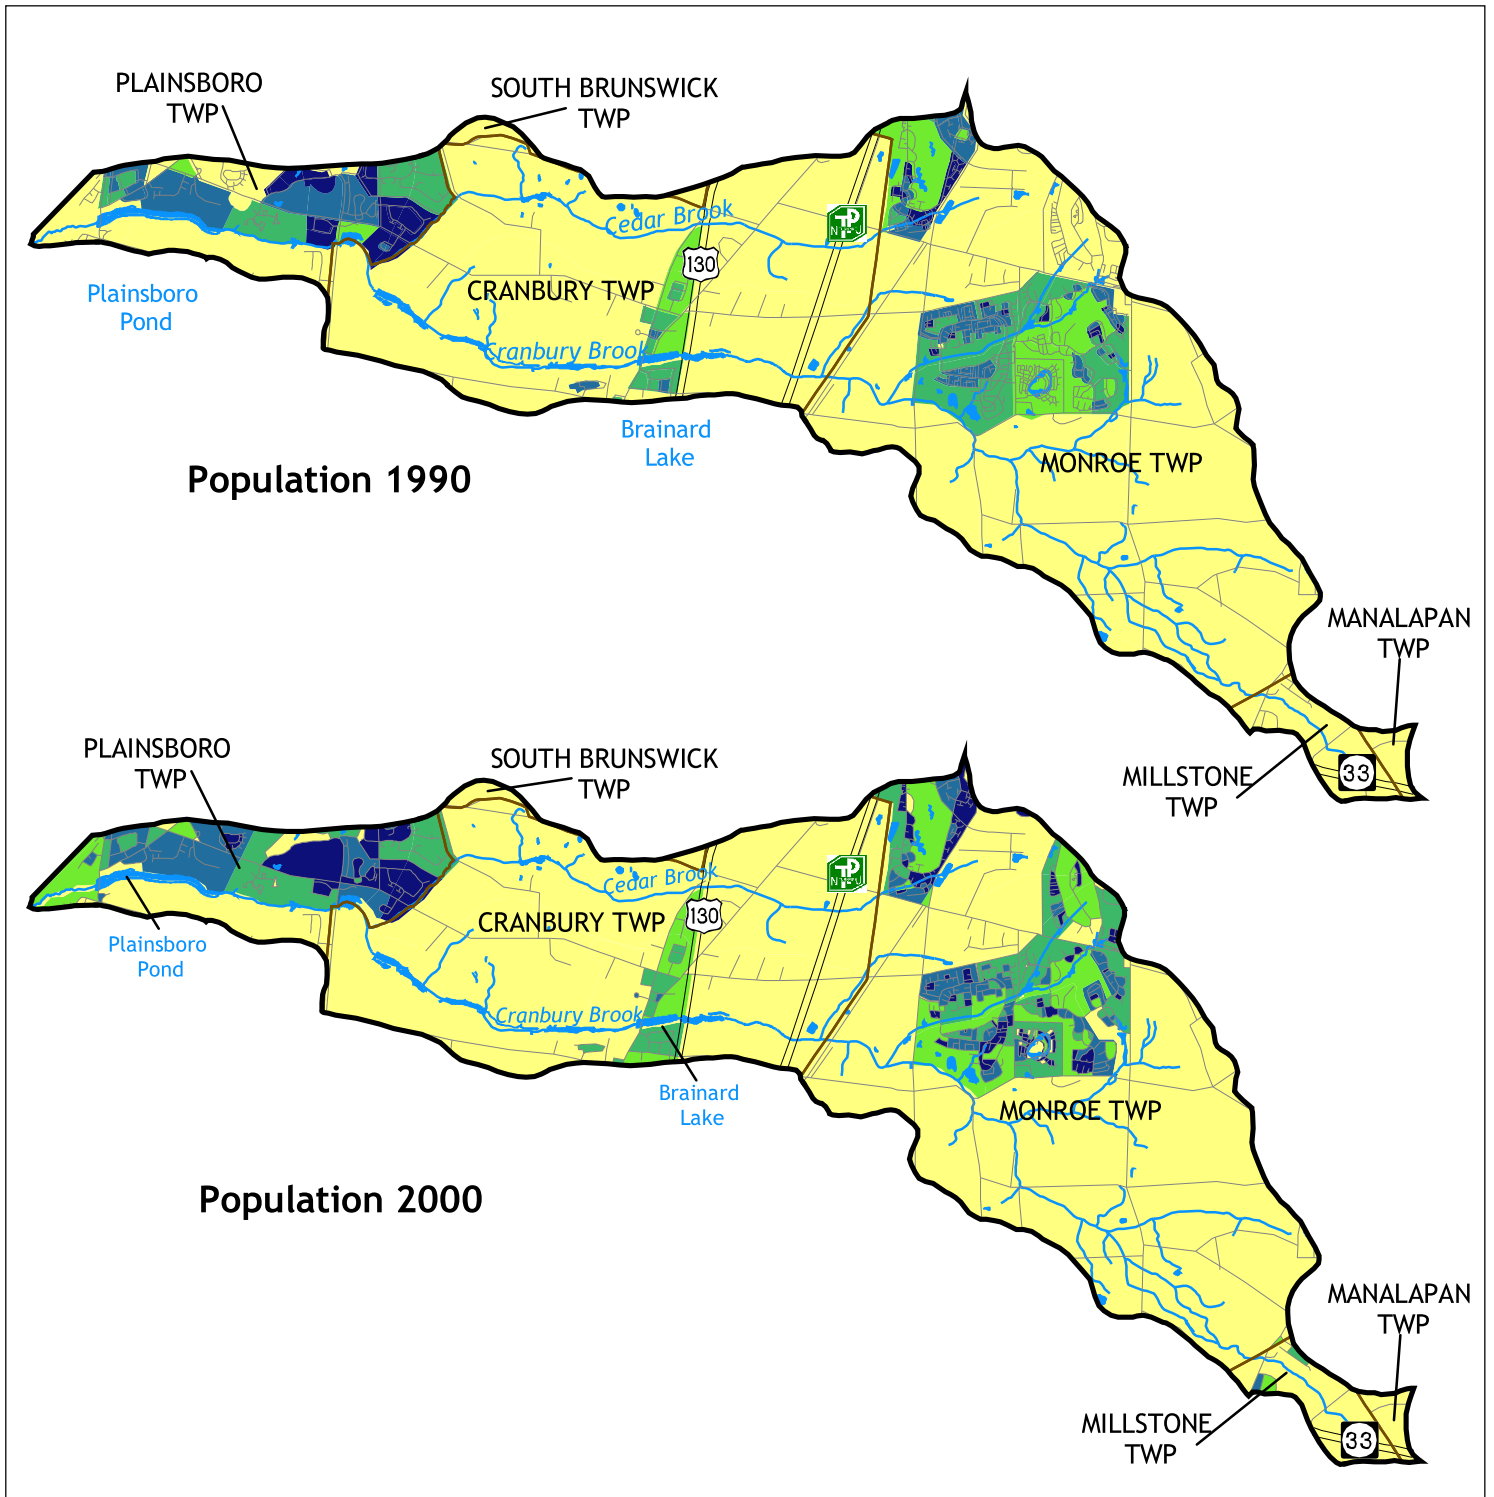 PLAINSBORO
TWP
SOUTH BRUNSWICK
TWP
Cedar Brook
TP
N J
130
CRANBURY TWP
Plainsboro
Pond
Cranbury Brook
Brainard
Lake
MONROE TWP
Population 1990
MANALAPAN
TWP
MILLSTONE
TWP
33
PLAINSBORO
TWP
SOUTH BRUNSWICK
TWP
Cedar Brook
TP
N J
130
CRANBURY TWP
Plainsboro
Pond
Cranbury Brook
Brainard
Lake
MONROE TWP
Population 2000
MANALAPAN
TWP
MILLSTONE
TWP
33